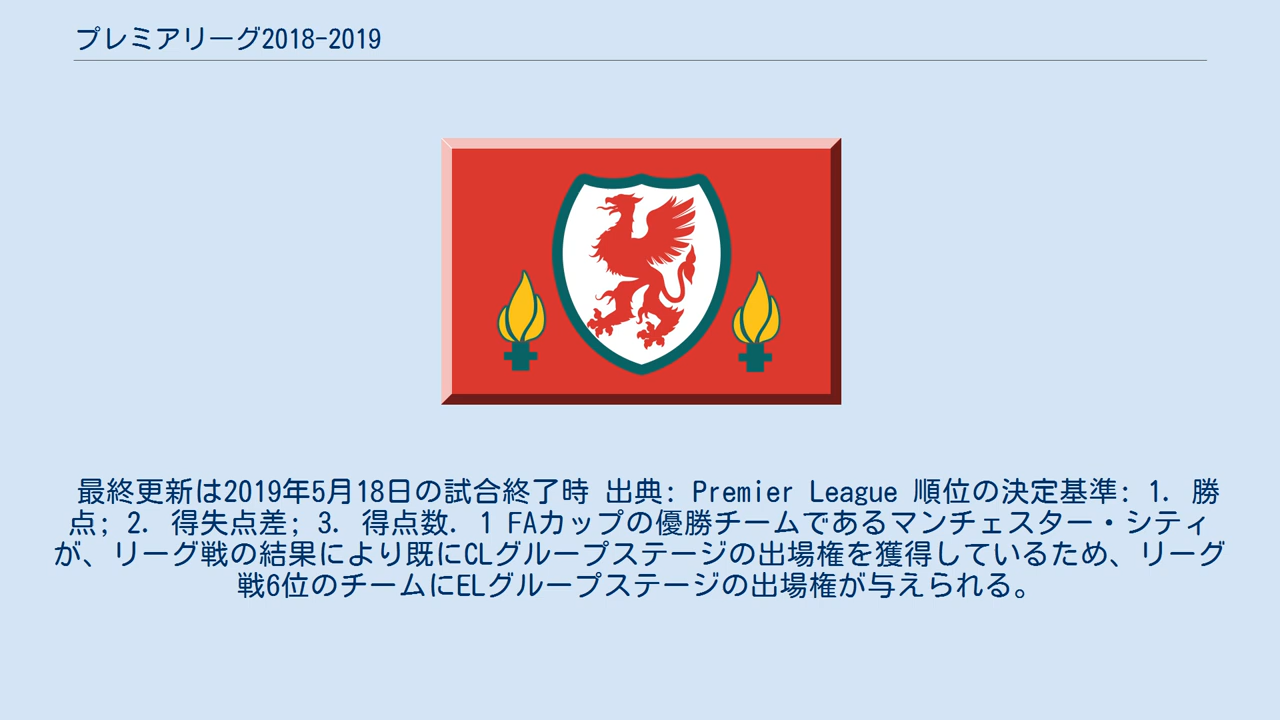 プレミアリーグ2018-2019
最終更新は2019年5月18日の試合終了時 出典: Premier League 順位の決定基準: 1. 勝
点; 2. 得失点差; 3. 得点数. 1 FAカップの優勝チームであるマンチェスター・シティ
が、リーグ戦の結果により既にCLグループステージの出場権を獲得しているため、リーグ
戦6位のチームにELグループステージの出場権が与えられる。